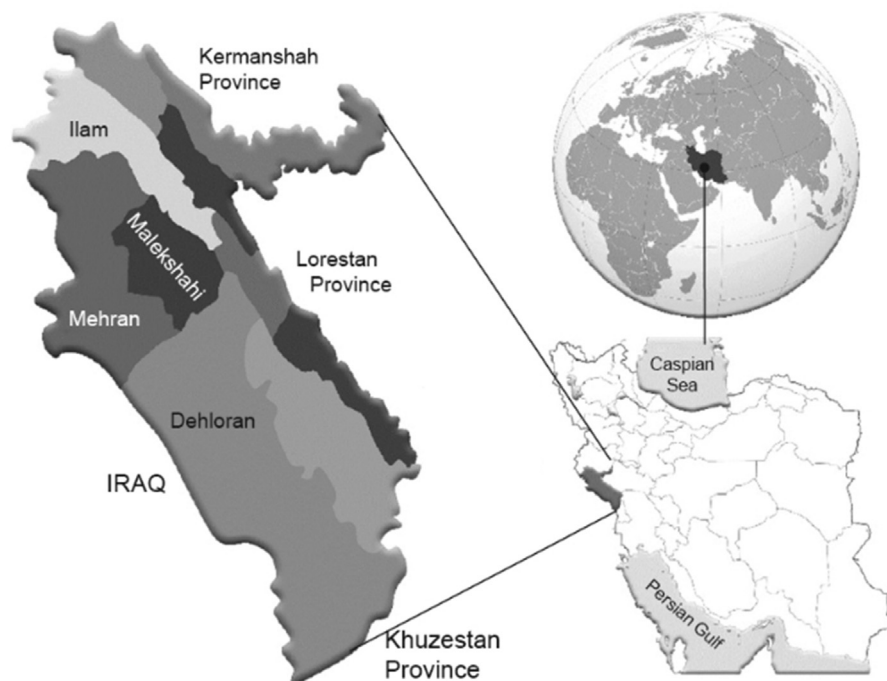 Kermanshah
Province
Ilam
Malekshahi
Lorestan
Province
Mehran
Dehloran
IRAQ
Khuzestan
Province
Caspian
Sea
Persian Gulf